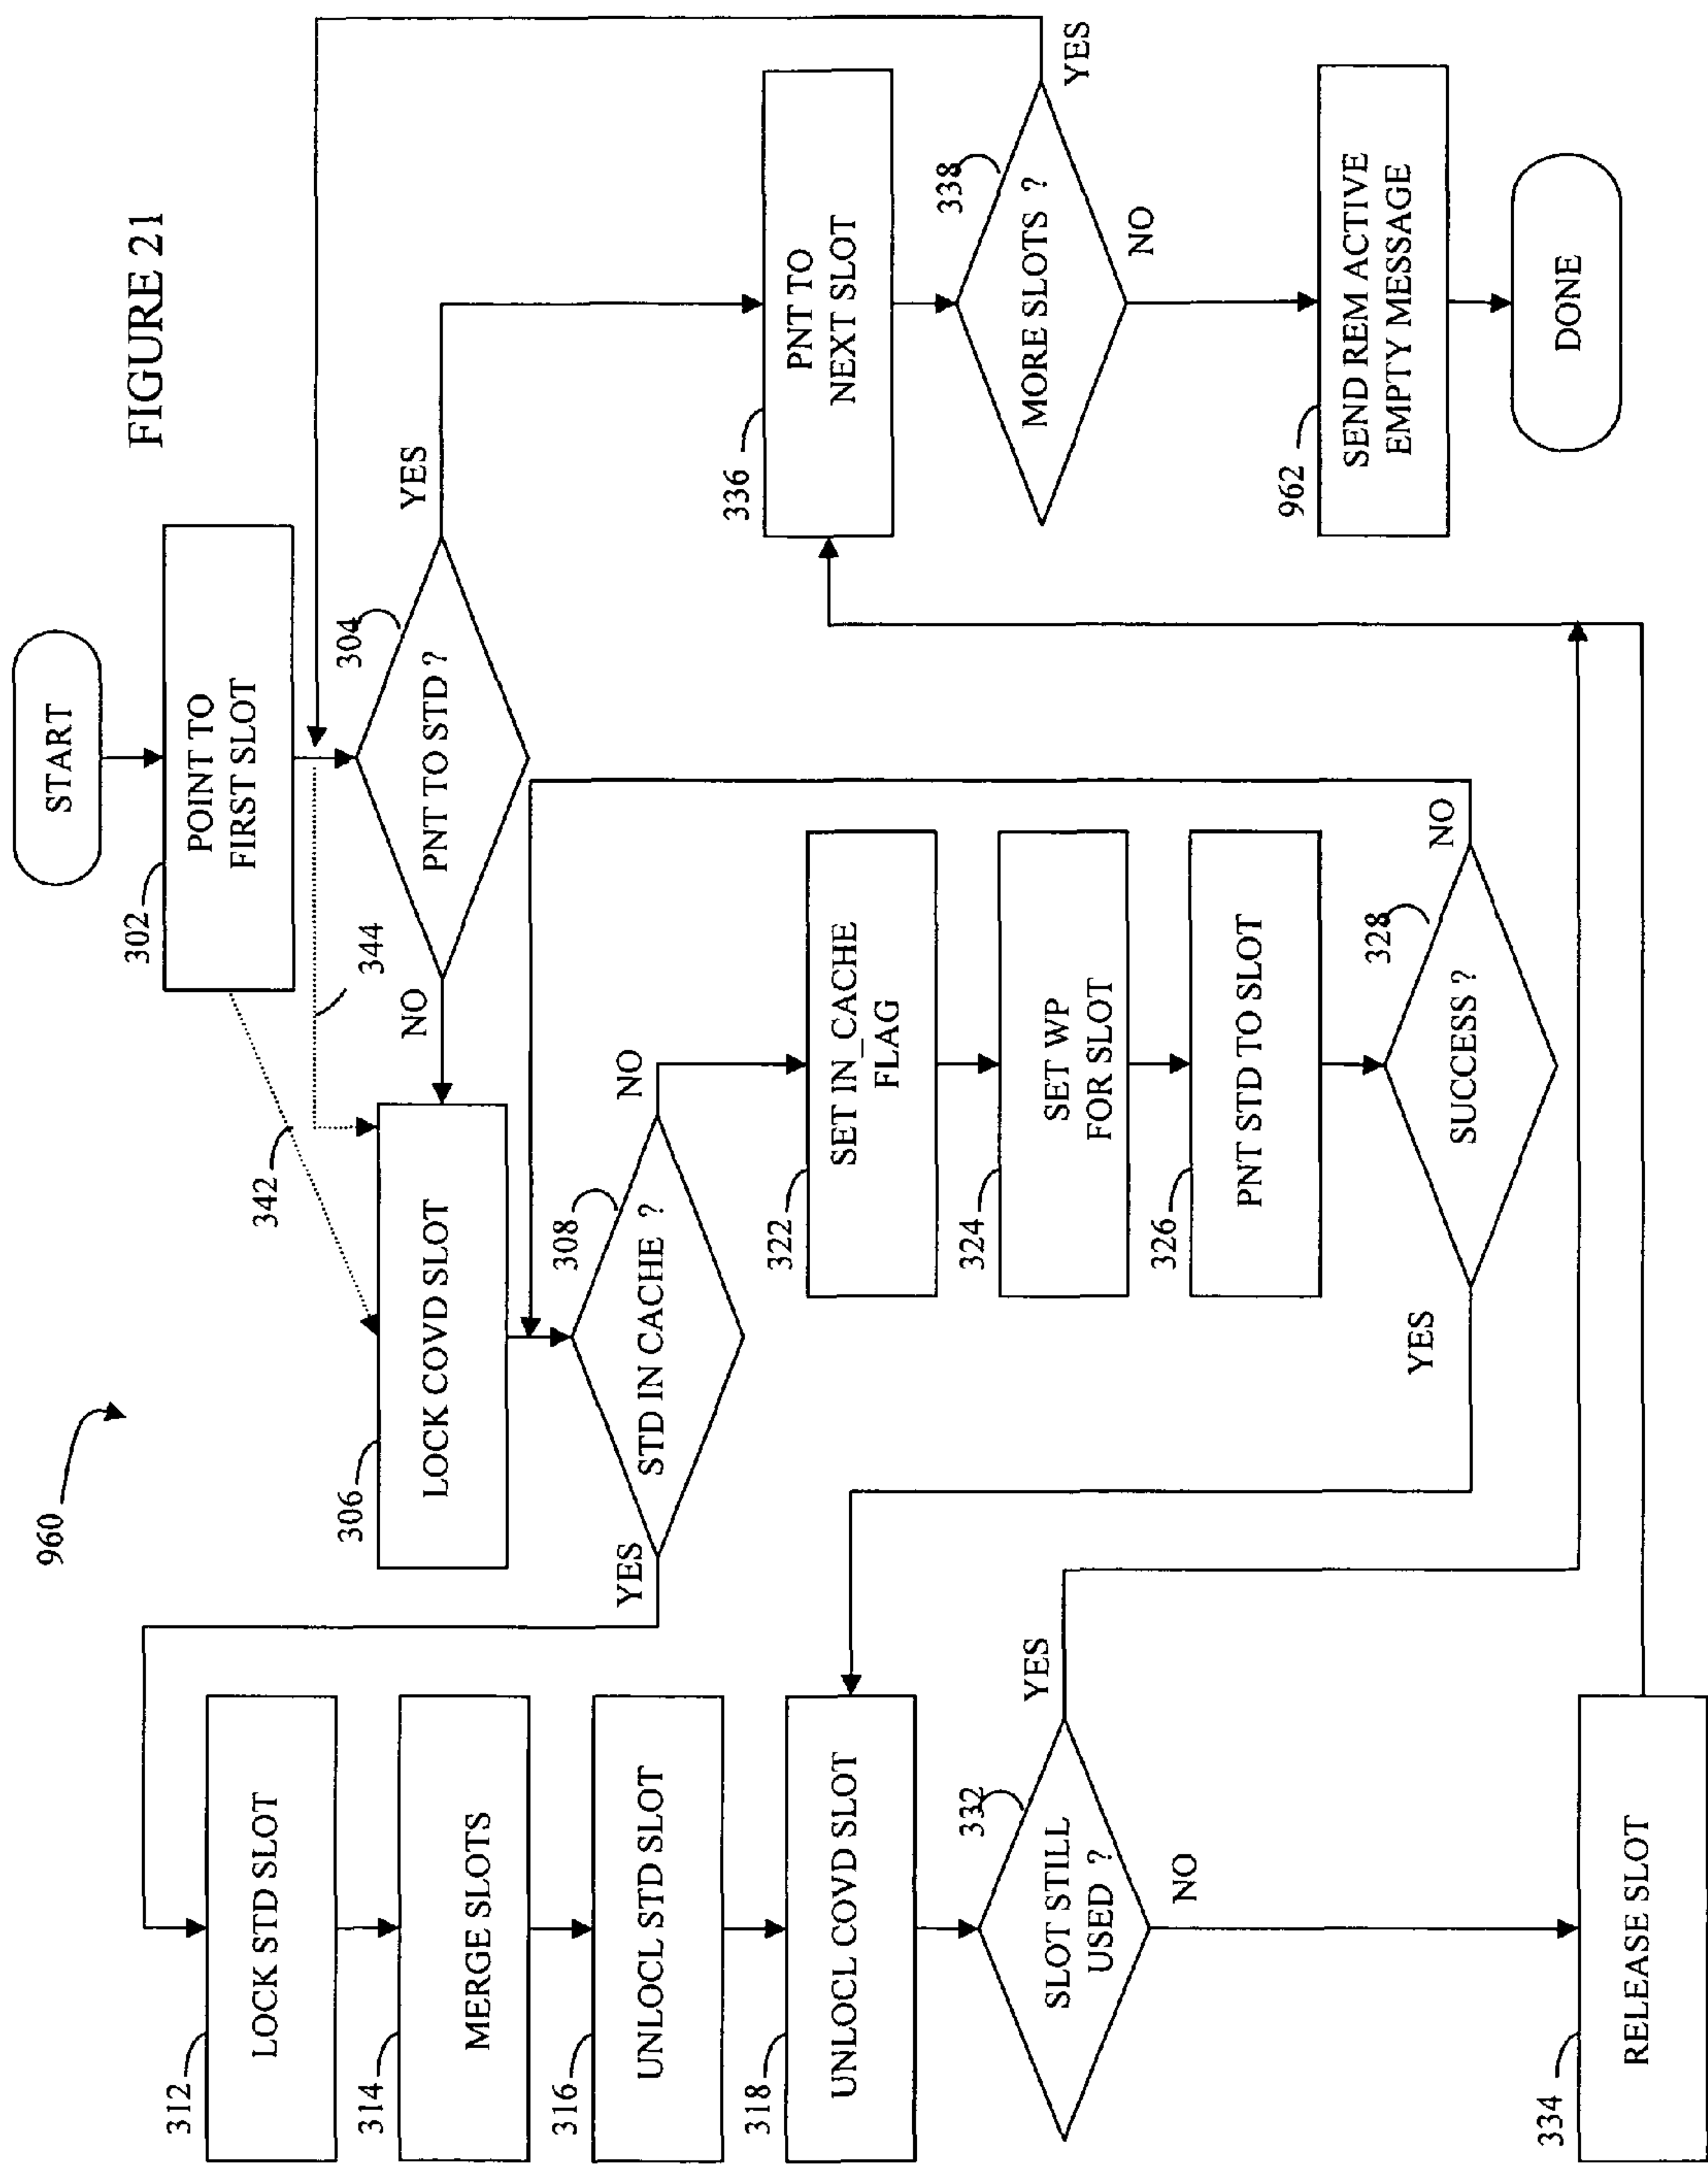 FIGURE 21
960
START
302
POINT TO
FIRST SLOT
342
344
304
PNT TO STD ?
YES
NO
306
LOCK COVD SLOT
308
STD IN CACHE ?
YES
NO
312
LOCK STD SLOT
314
MERGE SLOTS
316
UNLOCL STD SLOT
318
UNLOCL COVD SLOT
322
SET IN_CACHE
FLAG
324
SET WP
FOR SLOT
326
PNT STD TO SLOT
328
SUCCESS ?
YES
NO
332
SLOT STILL
USED ?
YES
NO
334
RELEASE SLOT
336
PNT TO
NEXT SLOT
338
MORE SLOTS ?
YES
NO
962
SEND REM ACTIVE
EMPTY MESSAGE
DONE